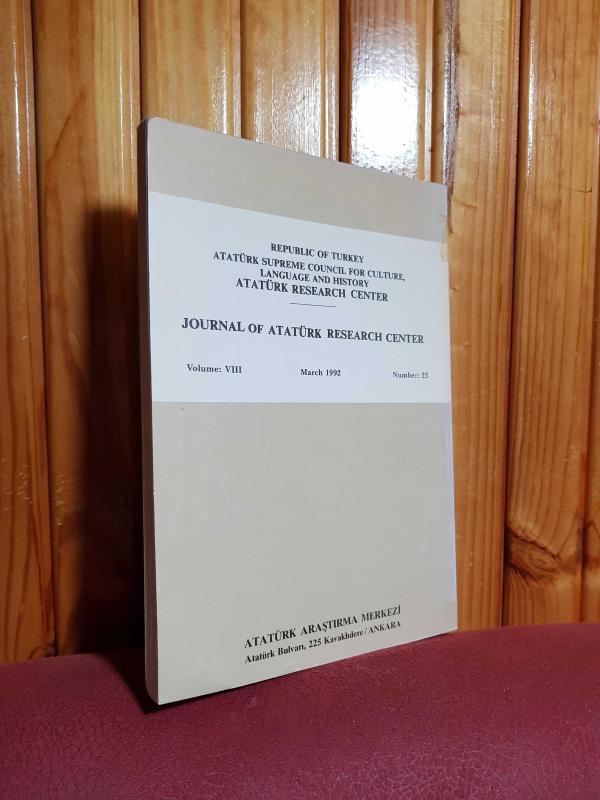 REPUBLIC OF TURKEY
ATATÜRK SUPREME COUNCIL FOR CULTURE,
LANGUAGE AND HISTORY
ATATÜRK RESEARCH CENTER
JOURNAL OF ATATÜRK RESEARCH CENTER
Volume: VIII March 1992 Number: 23
ATATÜRK ARAŞTIRMA MERKEZİ
Atatürk Bulvarı, 225 Kavaklıdere / ANKARA